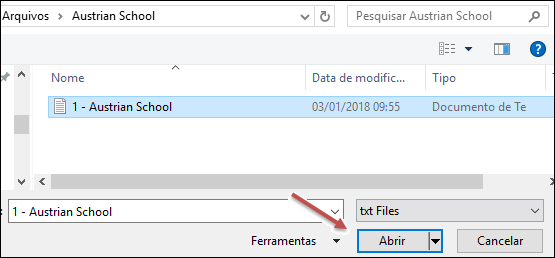 Arquivos > Austrian School
Pesquisar Austrian School
Nome Data de modific... Tipo
1 - Austrian School 03/01/2018 09:55 Documento de Te
1 - Austrian School txt Files
Ferramentas Abrir Cancelar